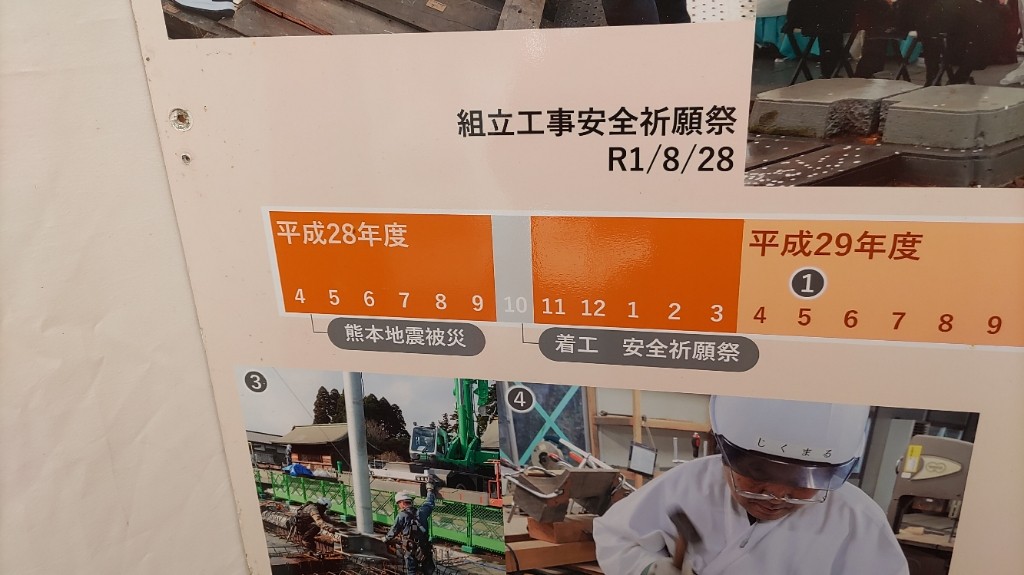 組立工事安全祈願祭
R1/8/28
平成28年度
平成29年度
1
4 5 6 7 8 9 10 11 12 1 2 3 4 5 6 7 8 9
熊本地震被災
着工 安全祈願祭
3
4
じくまる